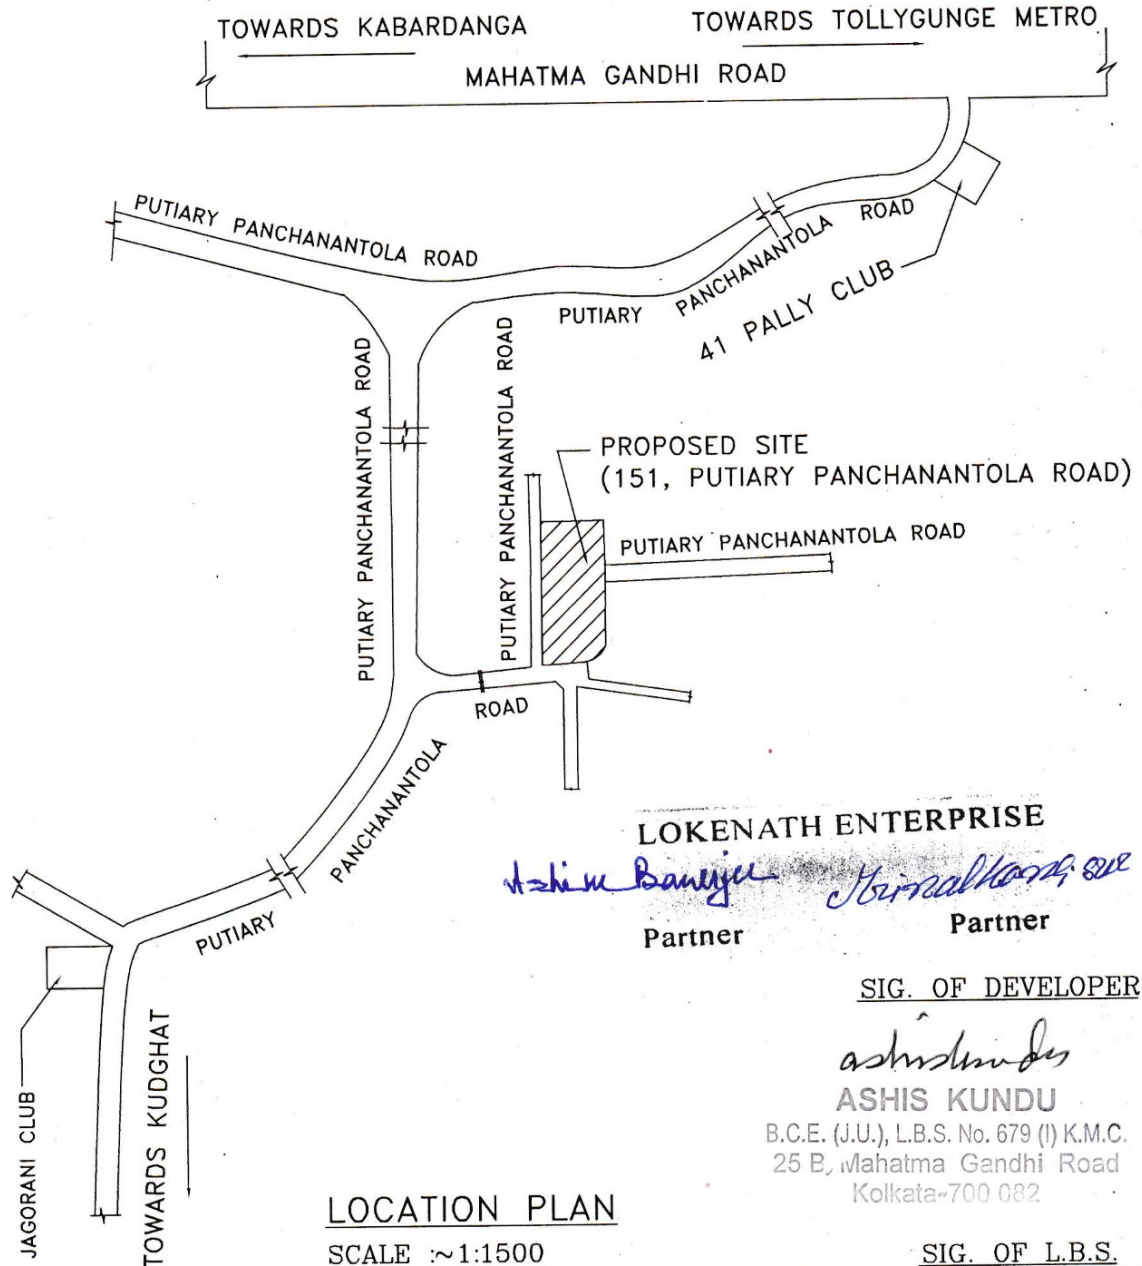 TOWARDS KABARDANGA
TOWARDS TOLLYGUNGE METRO
MAHATMA GANDHI ROAD
PUTIARY PANCHANANTOLA ROAD
PUTIARY PANCHANANTOLA ROAD
41 PALLY CLUB
PUTIARY PANCHANANTOLA ROAD
PUTIARY PANCHANANTOLA ROAD
PROPOSED SITE
(151, PUTIARY PANCHANANTOLA ROAD)
PUTIARY PANCHANANTOLA ROAD
ROAD
PANCHANANTOLA
PUTIARY
LOKENATH ENTERPRISE
Ashim Banerjee
Partner
Partner
SIG. OF DEVELOPER
ASHIS KUNDU
B.C.E. (J.U.), L.B.S. No. 679 (I) K.M.C.
25 B, Mahatma Gandhi Road
Kolkata-700 082
JAGORANI CLUB
TOWARDS KUDGHAT
LOCATION PLAN
SCALE :~1:1500
SIG. OF L.B.S.